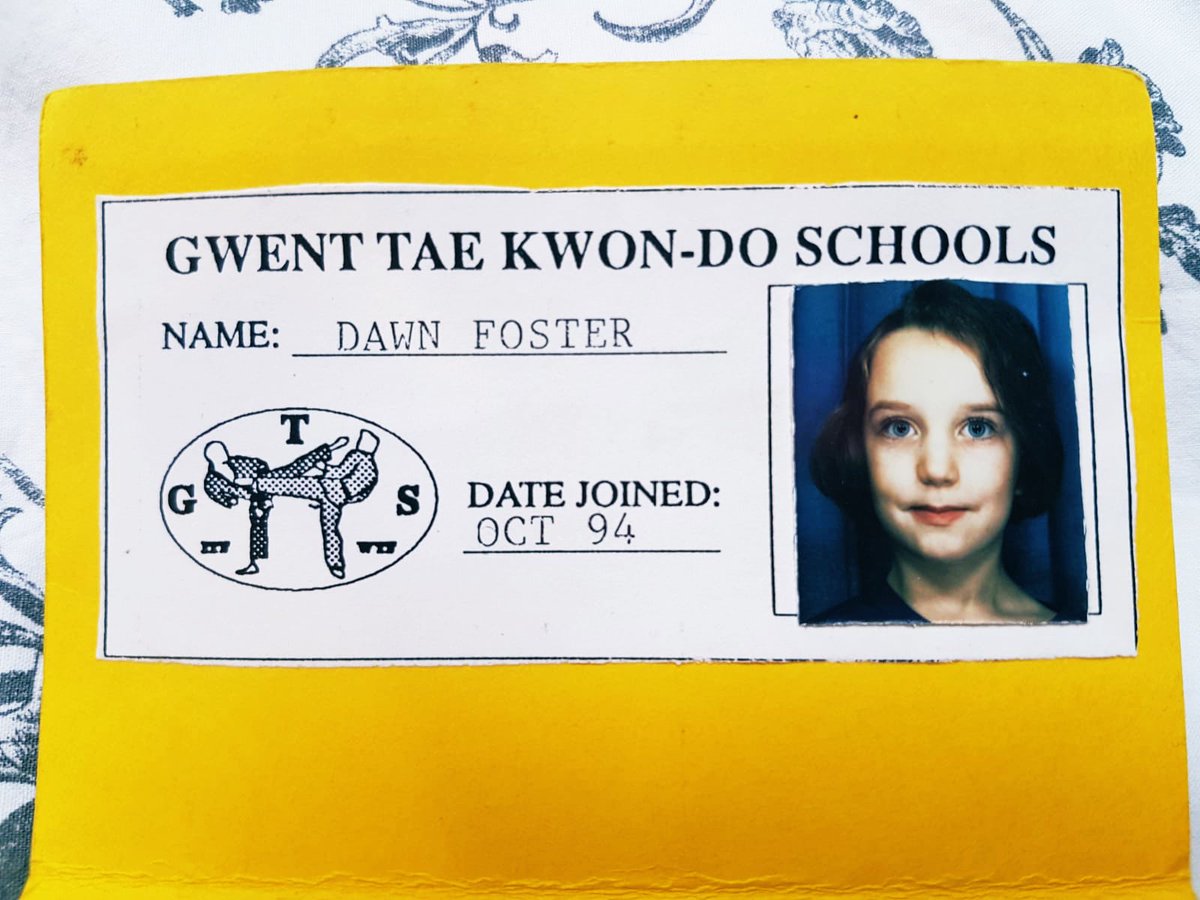 GWENT TAE KWON-DO SCHOOLS
NAME: DAWN FOSTER
T
G S
DATE JOINED:
OCT 94